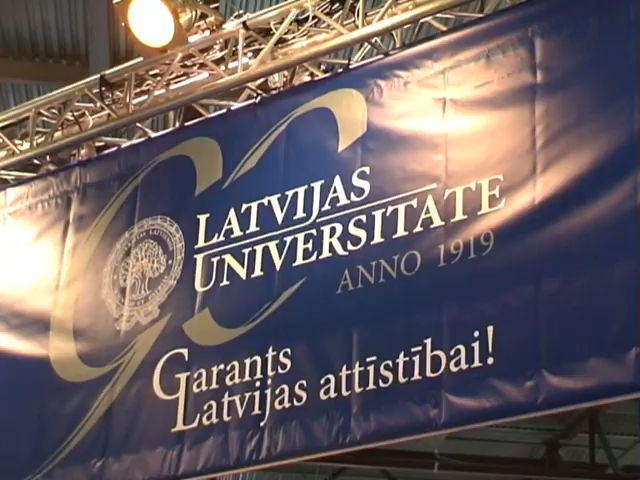 LATVIJAS
UNIVERSITATE
ANNO 1919
Garants
Latvijas attīstībai!